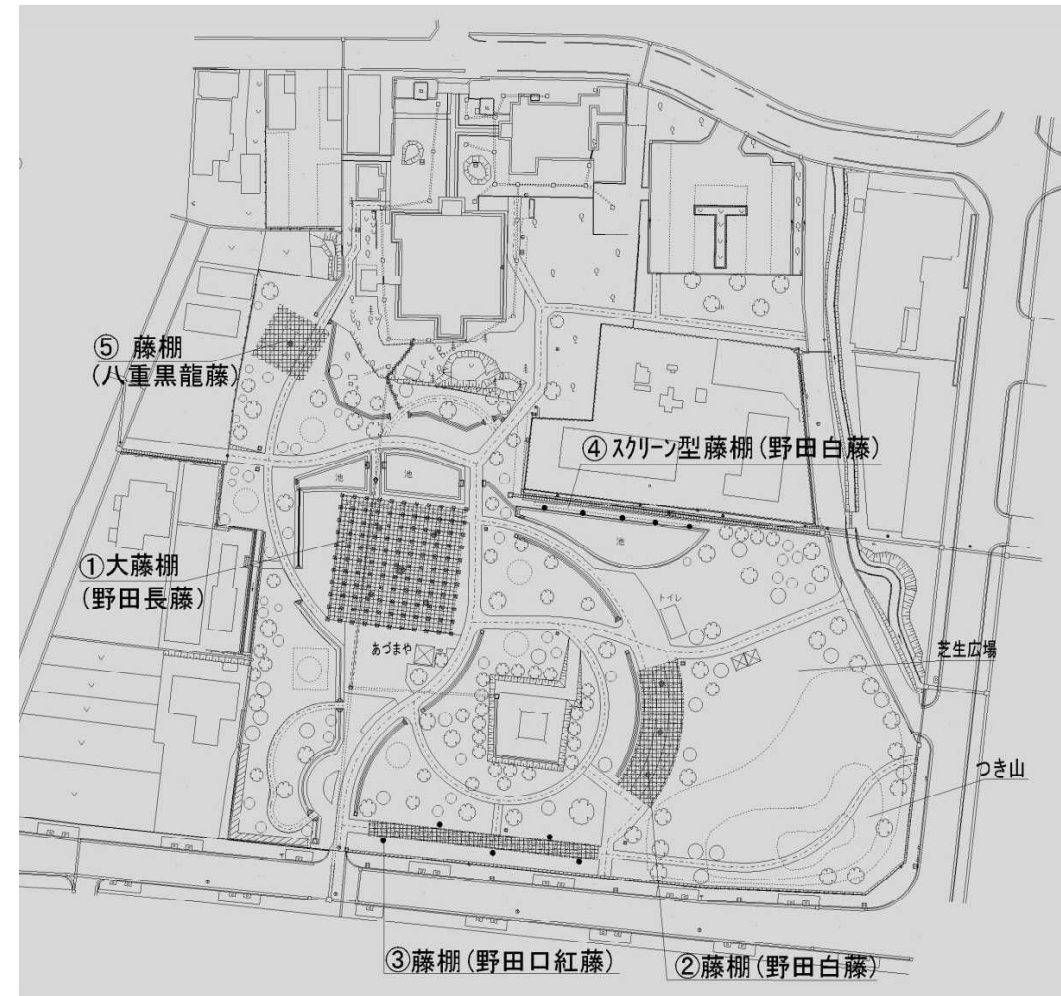 ⑤ 藤棚
(八重黒龍藤)
④スクリーン型藤棚(野田白藤)
池
池
池
①大藤棚
(野田長藤)
トイレ
あづまや
芝生広場
つき山
③藤棚(野田口紅藤)
②藤棚(野田白藤)